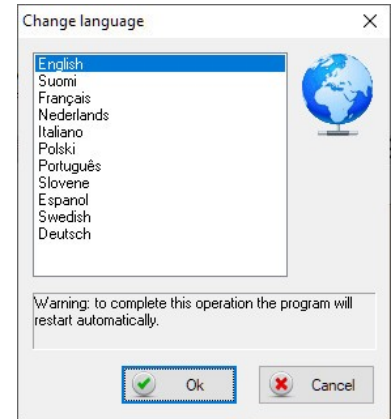 Change language
English
Suomi
Français
Nederlands
Italiano
Polski
Português
Slovene
Espanol
Swedish
Deutsch
Warning: to complete this operation the program will
restart automatically.
Ok
Cancel